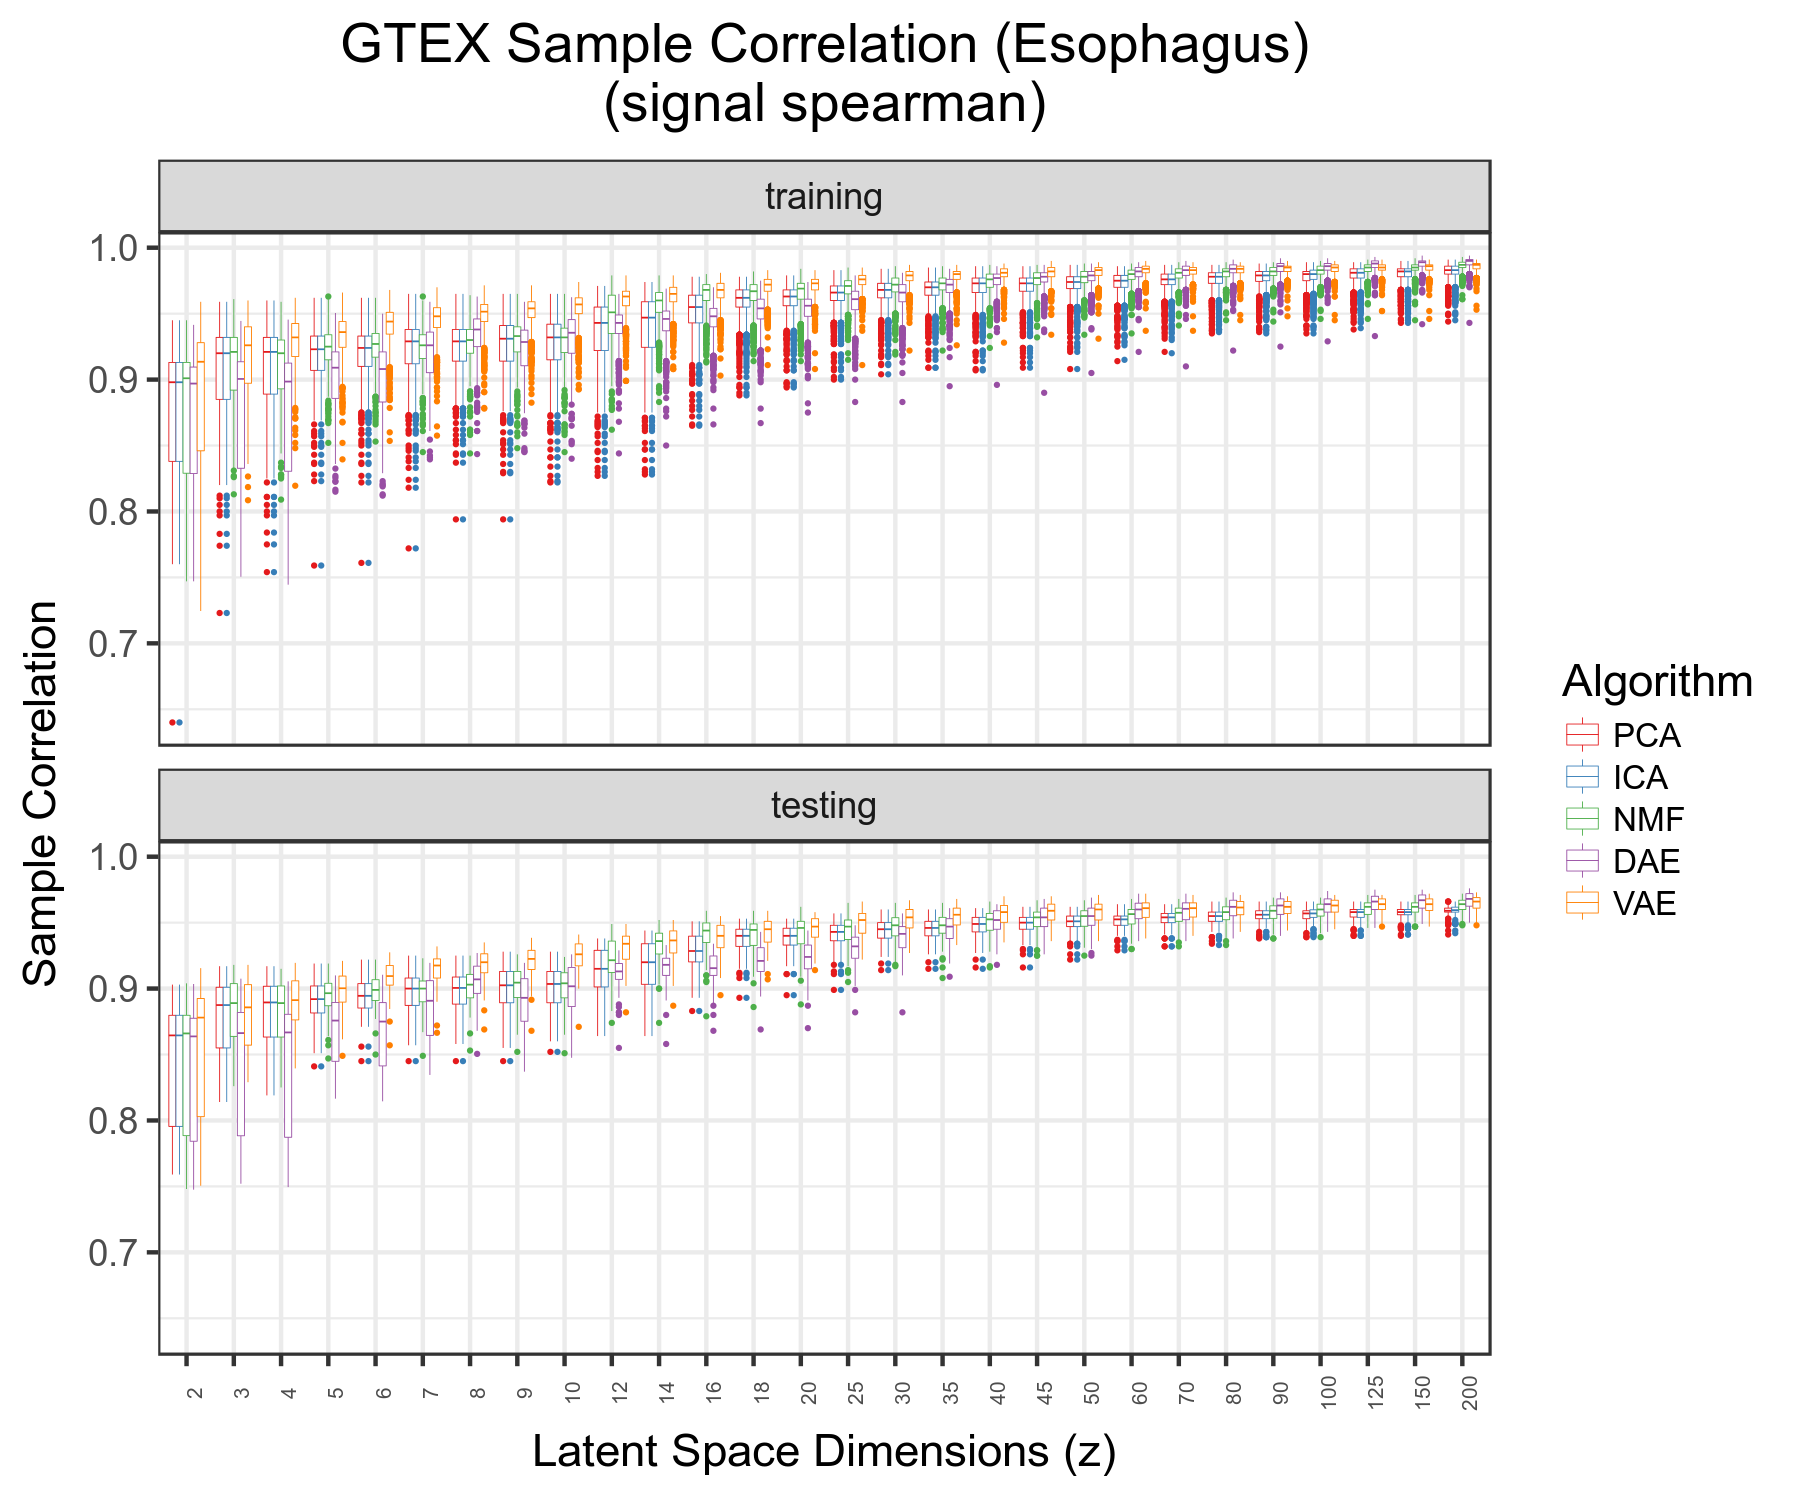 GTEX Sample Correlation (Esophagus)
(signal spearman)
training
1.0
0.9
0.8
0.7
Sample Correlation
testing
1.0
0.9
0.8
0.7
2 3 4 5 6 7 8 9 10 12 14 16 18 20 25 30 35 40 45 50 60 70 80 90 100 125 150 200
Latent Space Dimensions (z)
Algorithm
PCA
ICA
NMF
DAE
VAE